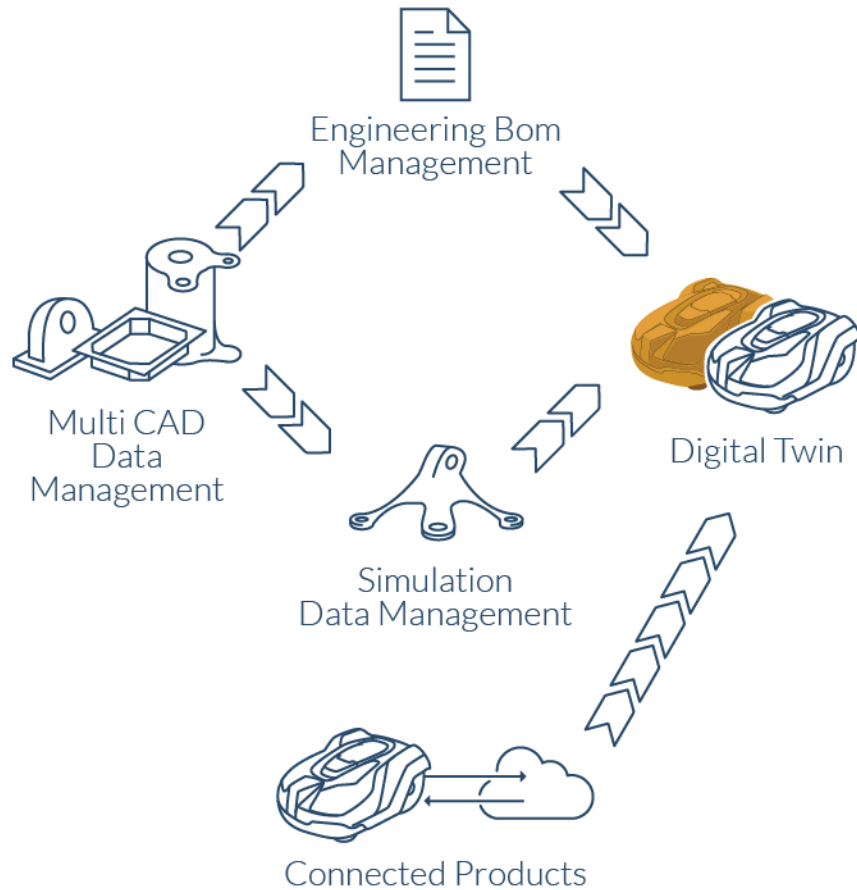 Engineering Bom
Management
Multi CAD
Data
Management
Digital Twin
Simulation
Data Management
Connected Products